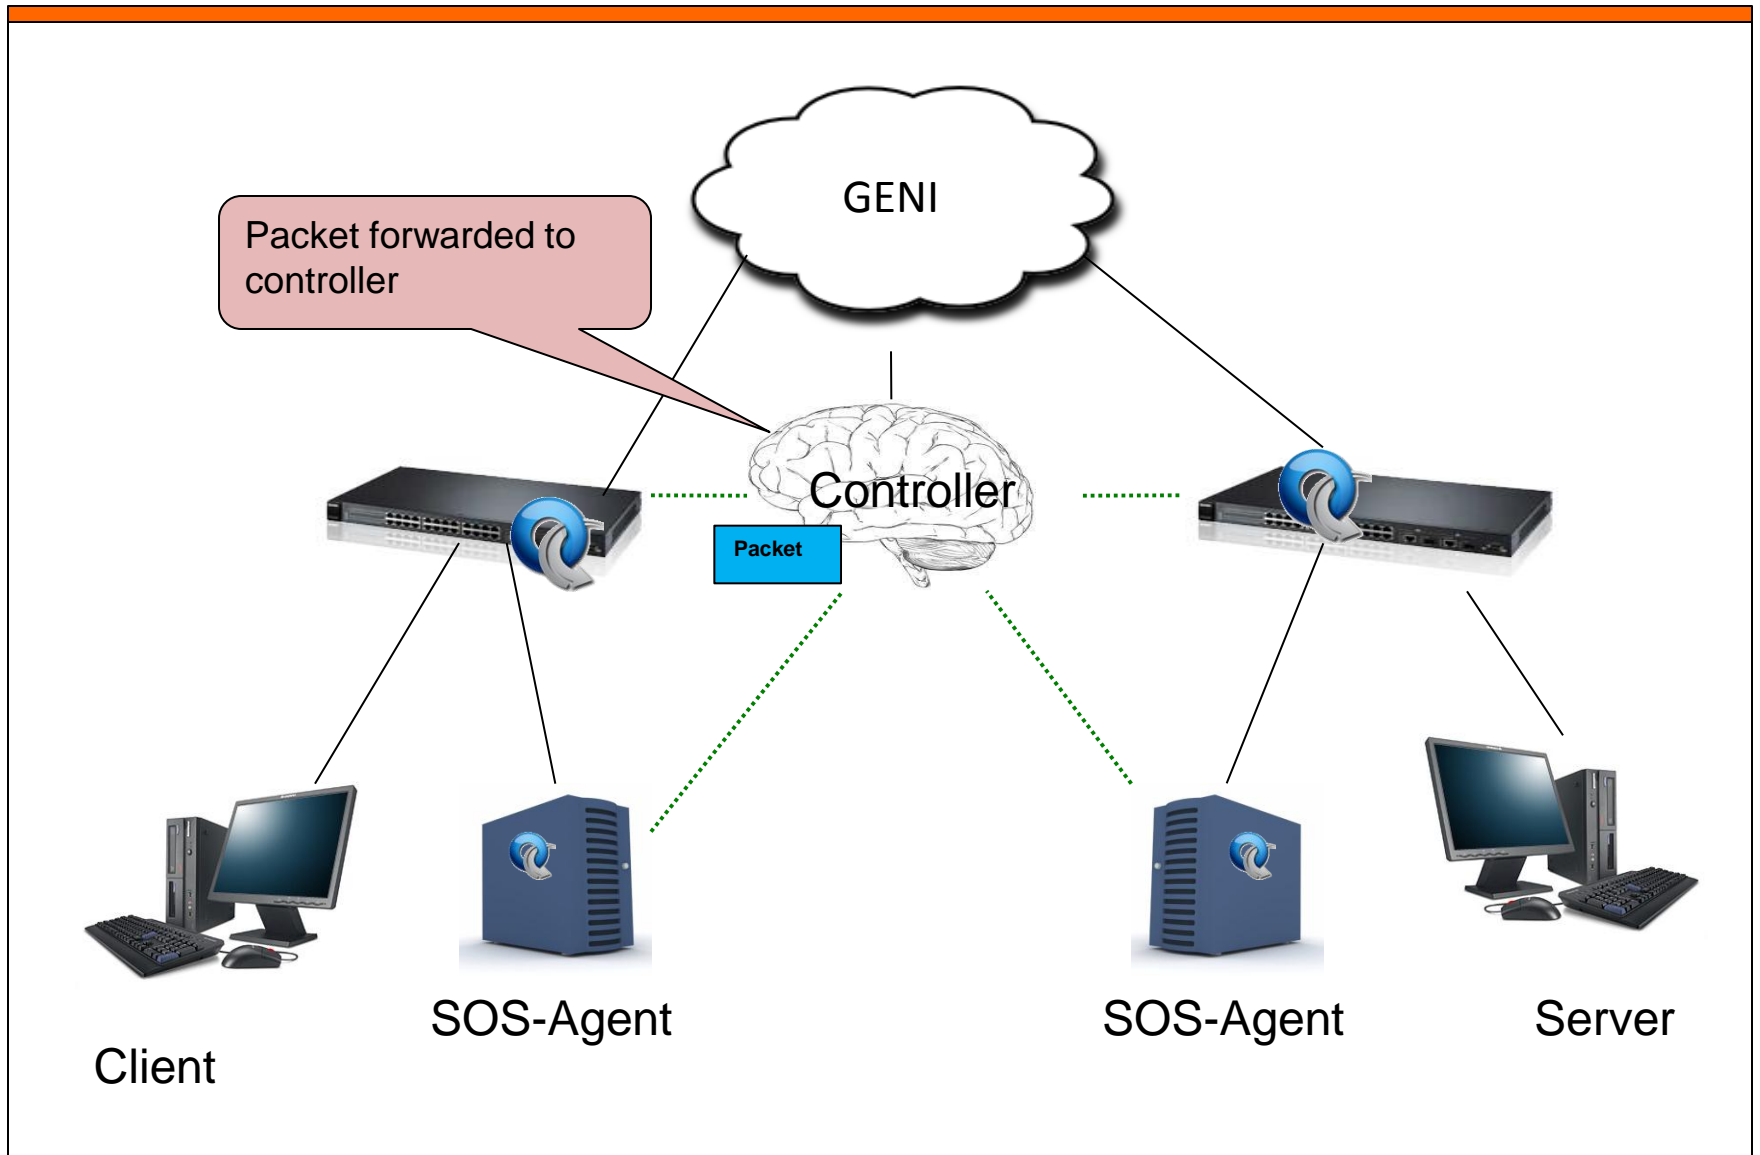 GENI
Packet forwarded to
controller
Controller
Packet
SOS-Agent
SOS-Agent
Server
Client